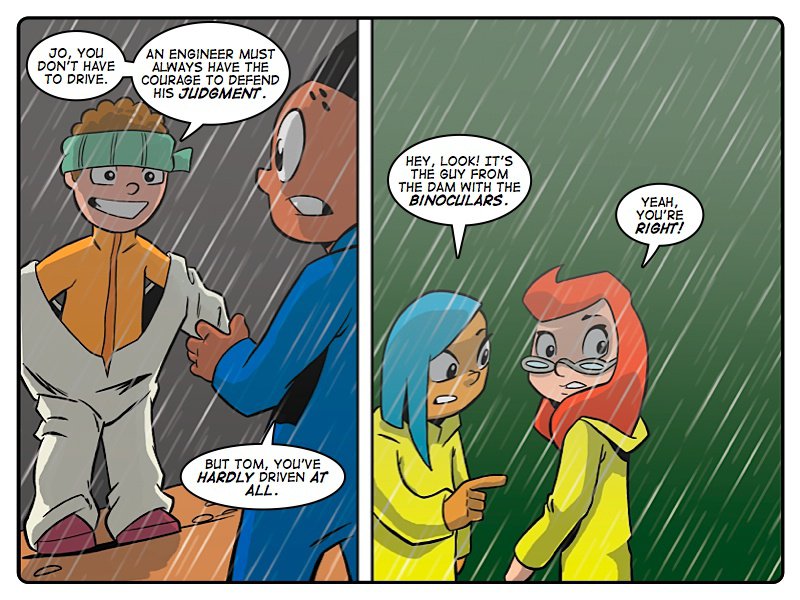 JO, YOU
DON'T HAVE
TO DRIVE.
AN ENGINEER MUST
ALWAYS HAVE THE
COURAGE TO DEFEND
HIS JUDGMENT.
BUT TOM, YOU'VE
HARDLY DRIVEN AT
ALL.
HEY, LOOK! IT'S
THE GUY FROM
THE DAM WITH THE
BINOCULARS.
YEAH,
YOU'RE
RIGHT!